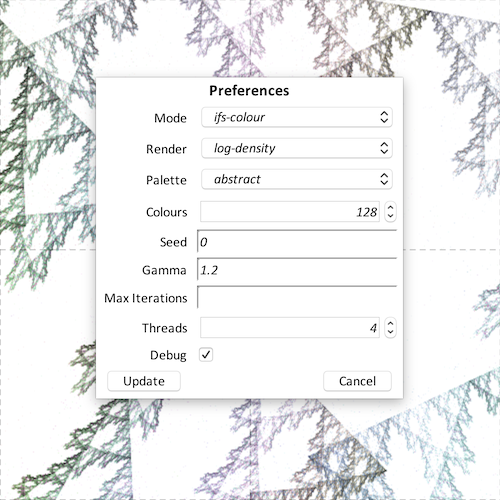 Preferences
Mode ifs-colour
Render log-density
Palette abstract
Colours 128
Seed 0
Gamma 1.2
Max Iterations
Threads 4
Debug
Update Cancel